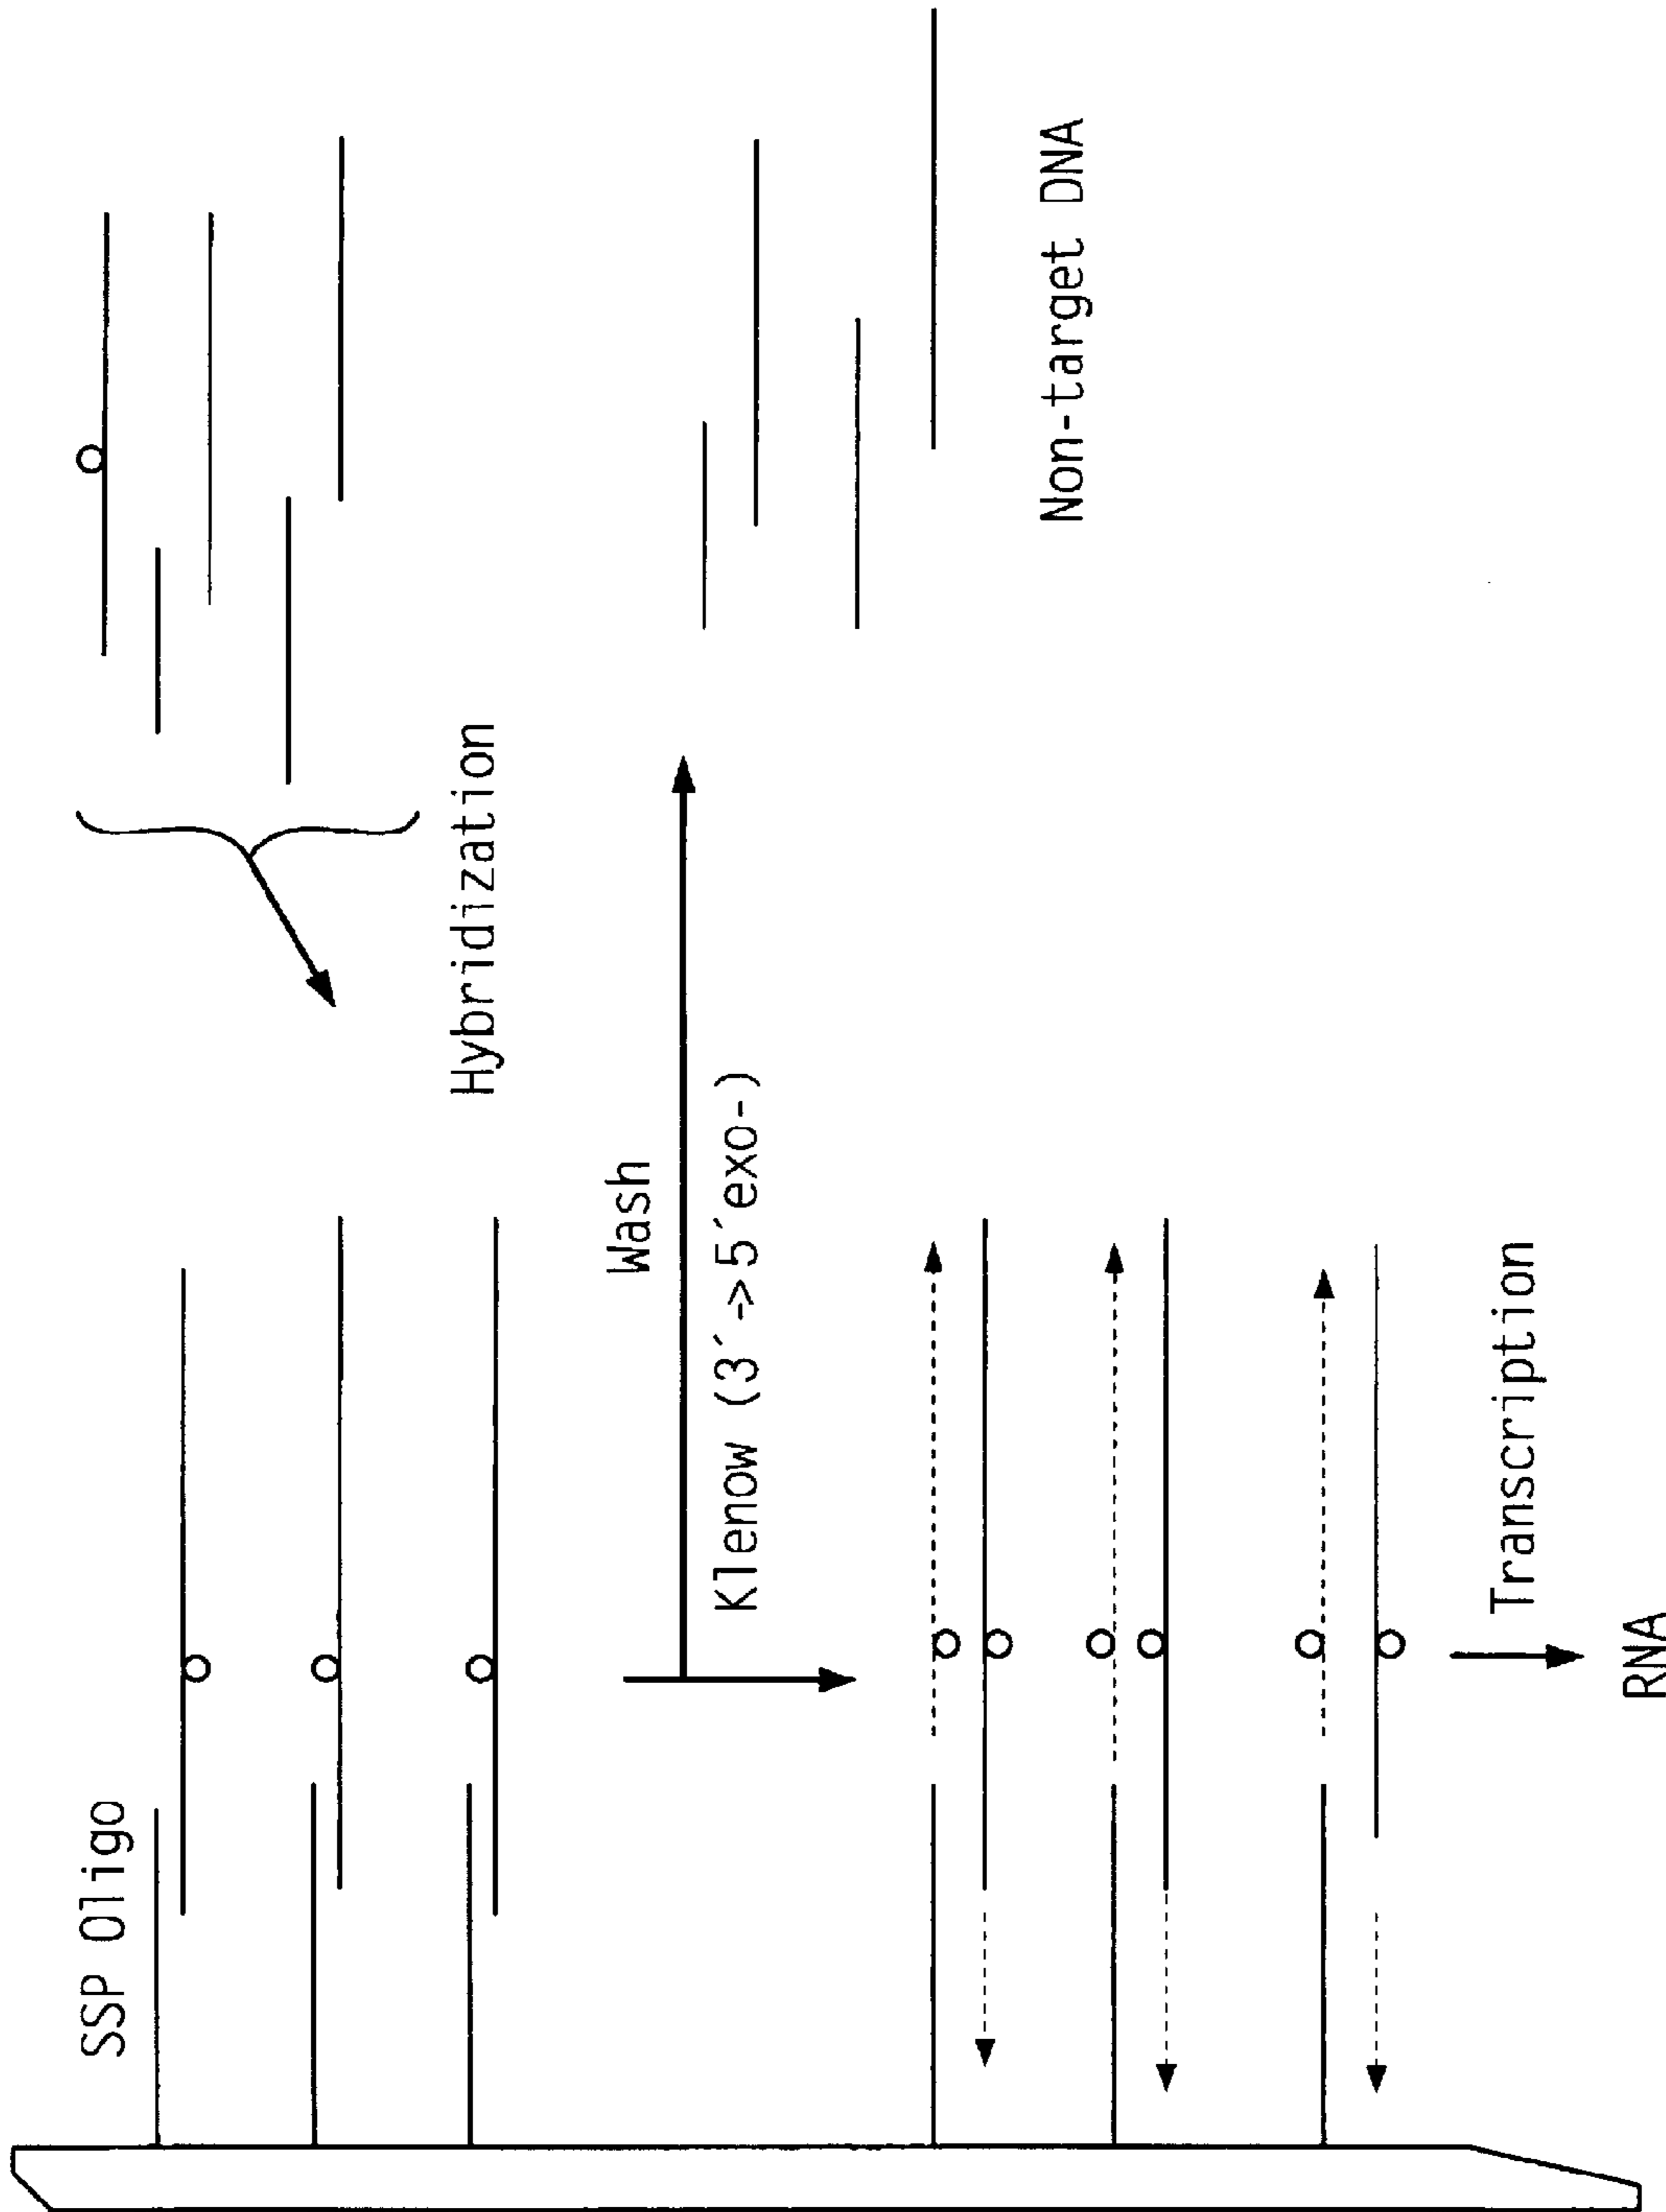 SSP Oligo
Hybridization
Wash
Klenow (3´->5´exo-)
Non-target DNA
Transcription
RNA